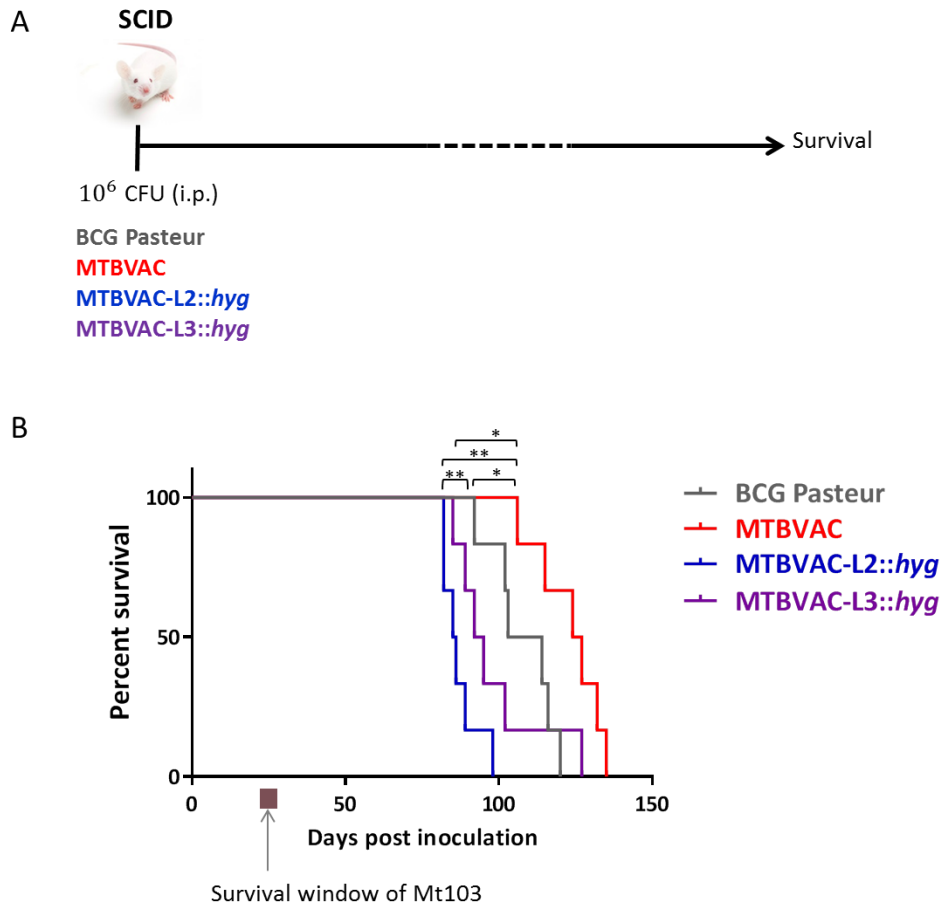 A
SCID
Survival
10⁶ CFU (i.p.)
BCG Pasteur
MTBVAC
MTBVAC-L2::hyg
MTBVAC-L3::hyg
B
*
**
** *
100
50
0
Percent survival
0 50 100 150
Days post inoculation
Survival window of Mt103
BCG Pasteur
MTBVAC
MTBVAC-L2::hyg
MTBVAC-L3::hyg